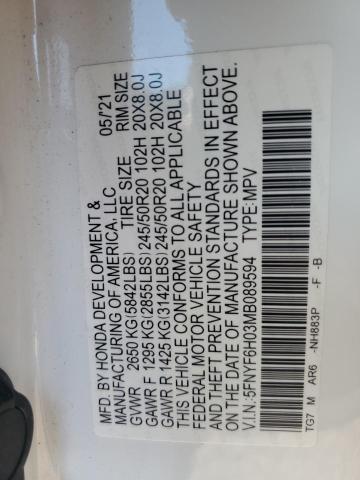 MFD. BY HONDA DEVELOPMENT & 05/'21
MANUFACTURING OF AMERICA, LLC
GVWR 2650 KG(5842LBS) TIRE SIZE RIM SIZE
GAWR F 1295 KG(2855LBS) 245/50R20 102H 20X8.0J
GAWR R 1425 KG(3142LBS) 245/50R20 102H 20X8.0J
THIS VEHICLE CONFORMS TO ALL APPLICABLE
FEDERAL MOTOR VEHICLE SAFETY
AND THEFT PREVENTION STANDARDS IN EFFECT
ON THE DATE OF MANUFACTURE SHOWN ABOVE.
V.I.N.:5FNYF6H03MB089594 TYPE:MPV
TG7 M AR6 -NH883P -F -B